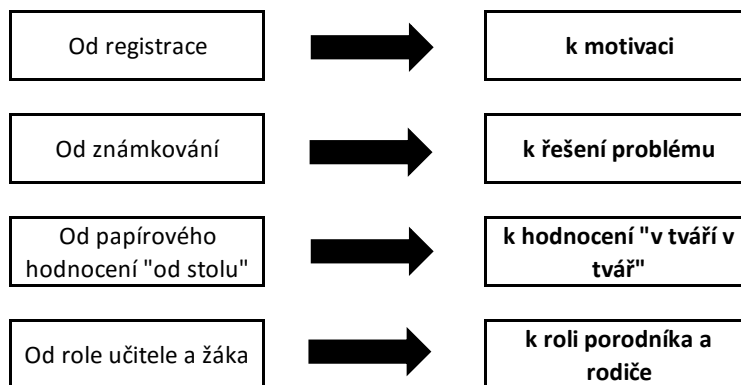 Od registrace
k motivaci
Od známkování
k řešení problému
Od papírového
hodnocení "od stolu"
k hodnocení "v tváří v
tvář"
Od role učitele a žáka
k roli porodníka a
rodiče